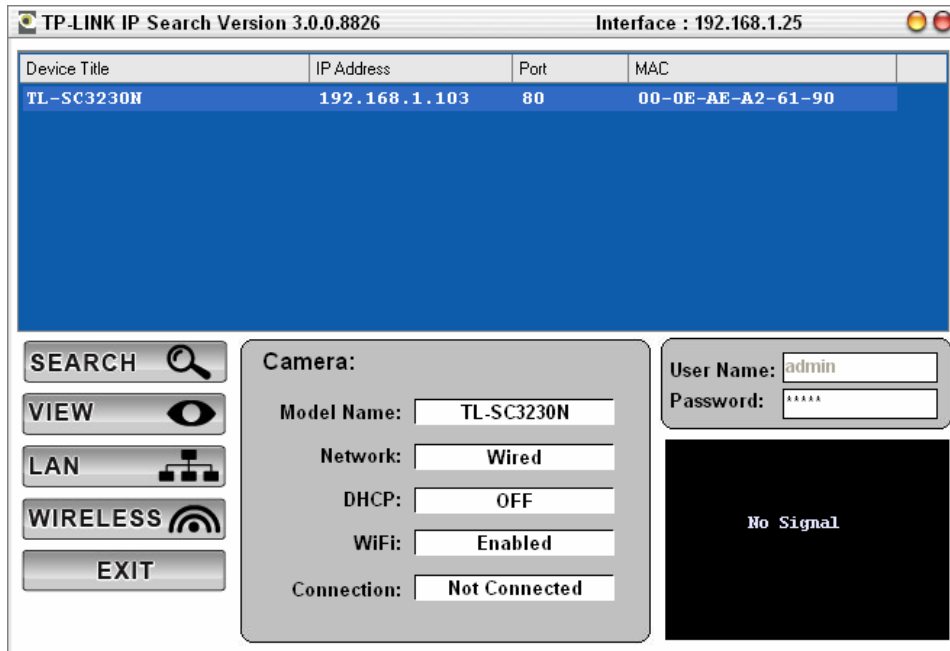 TP-LINK IP Search Version 3.0.0.8826 Interface : 192.168.1.25
Device Title IP Address Port MAC
TL-SC3230N 192.168.1.103 80 00-0E-AE-A2-61-90
SEARCH
VIEW
LAN
WIRELESS
EXIT
Camera:
Model Name: TL-SC3230N
Network: Wired
DHCP: OFF
WiFi: Enabled
Connection: Not Connected
User Name: admin
Password: *****
No Signal